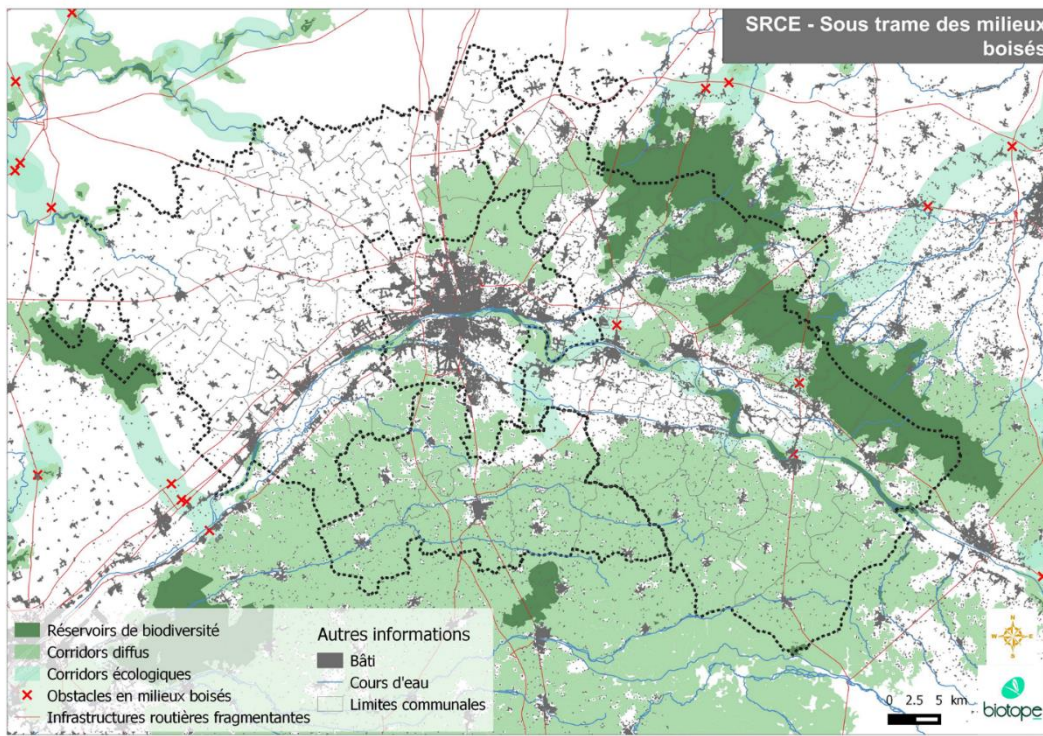 SRCE - Sous trame des milieux
boisés
Réservoirs de biodiversité
Corridors diffus
Corridors écologiques
Obstacles en milieux boisés
Infrastructures routières fragmentantes
Autres informations
Bâti
Cours d'eau
Limites communales
N
W
E
S
0 2.5 5 km
biotope